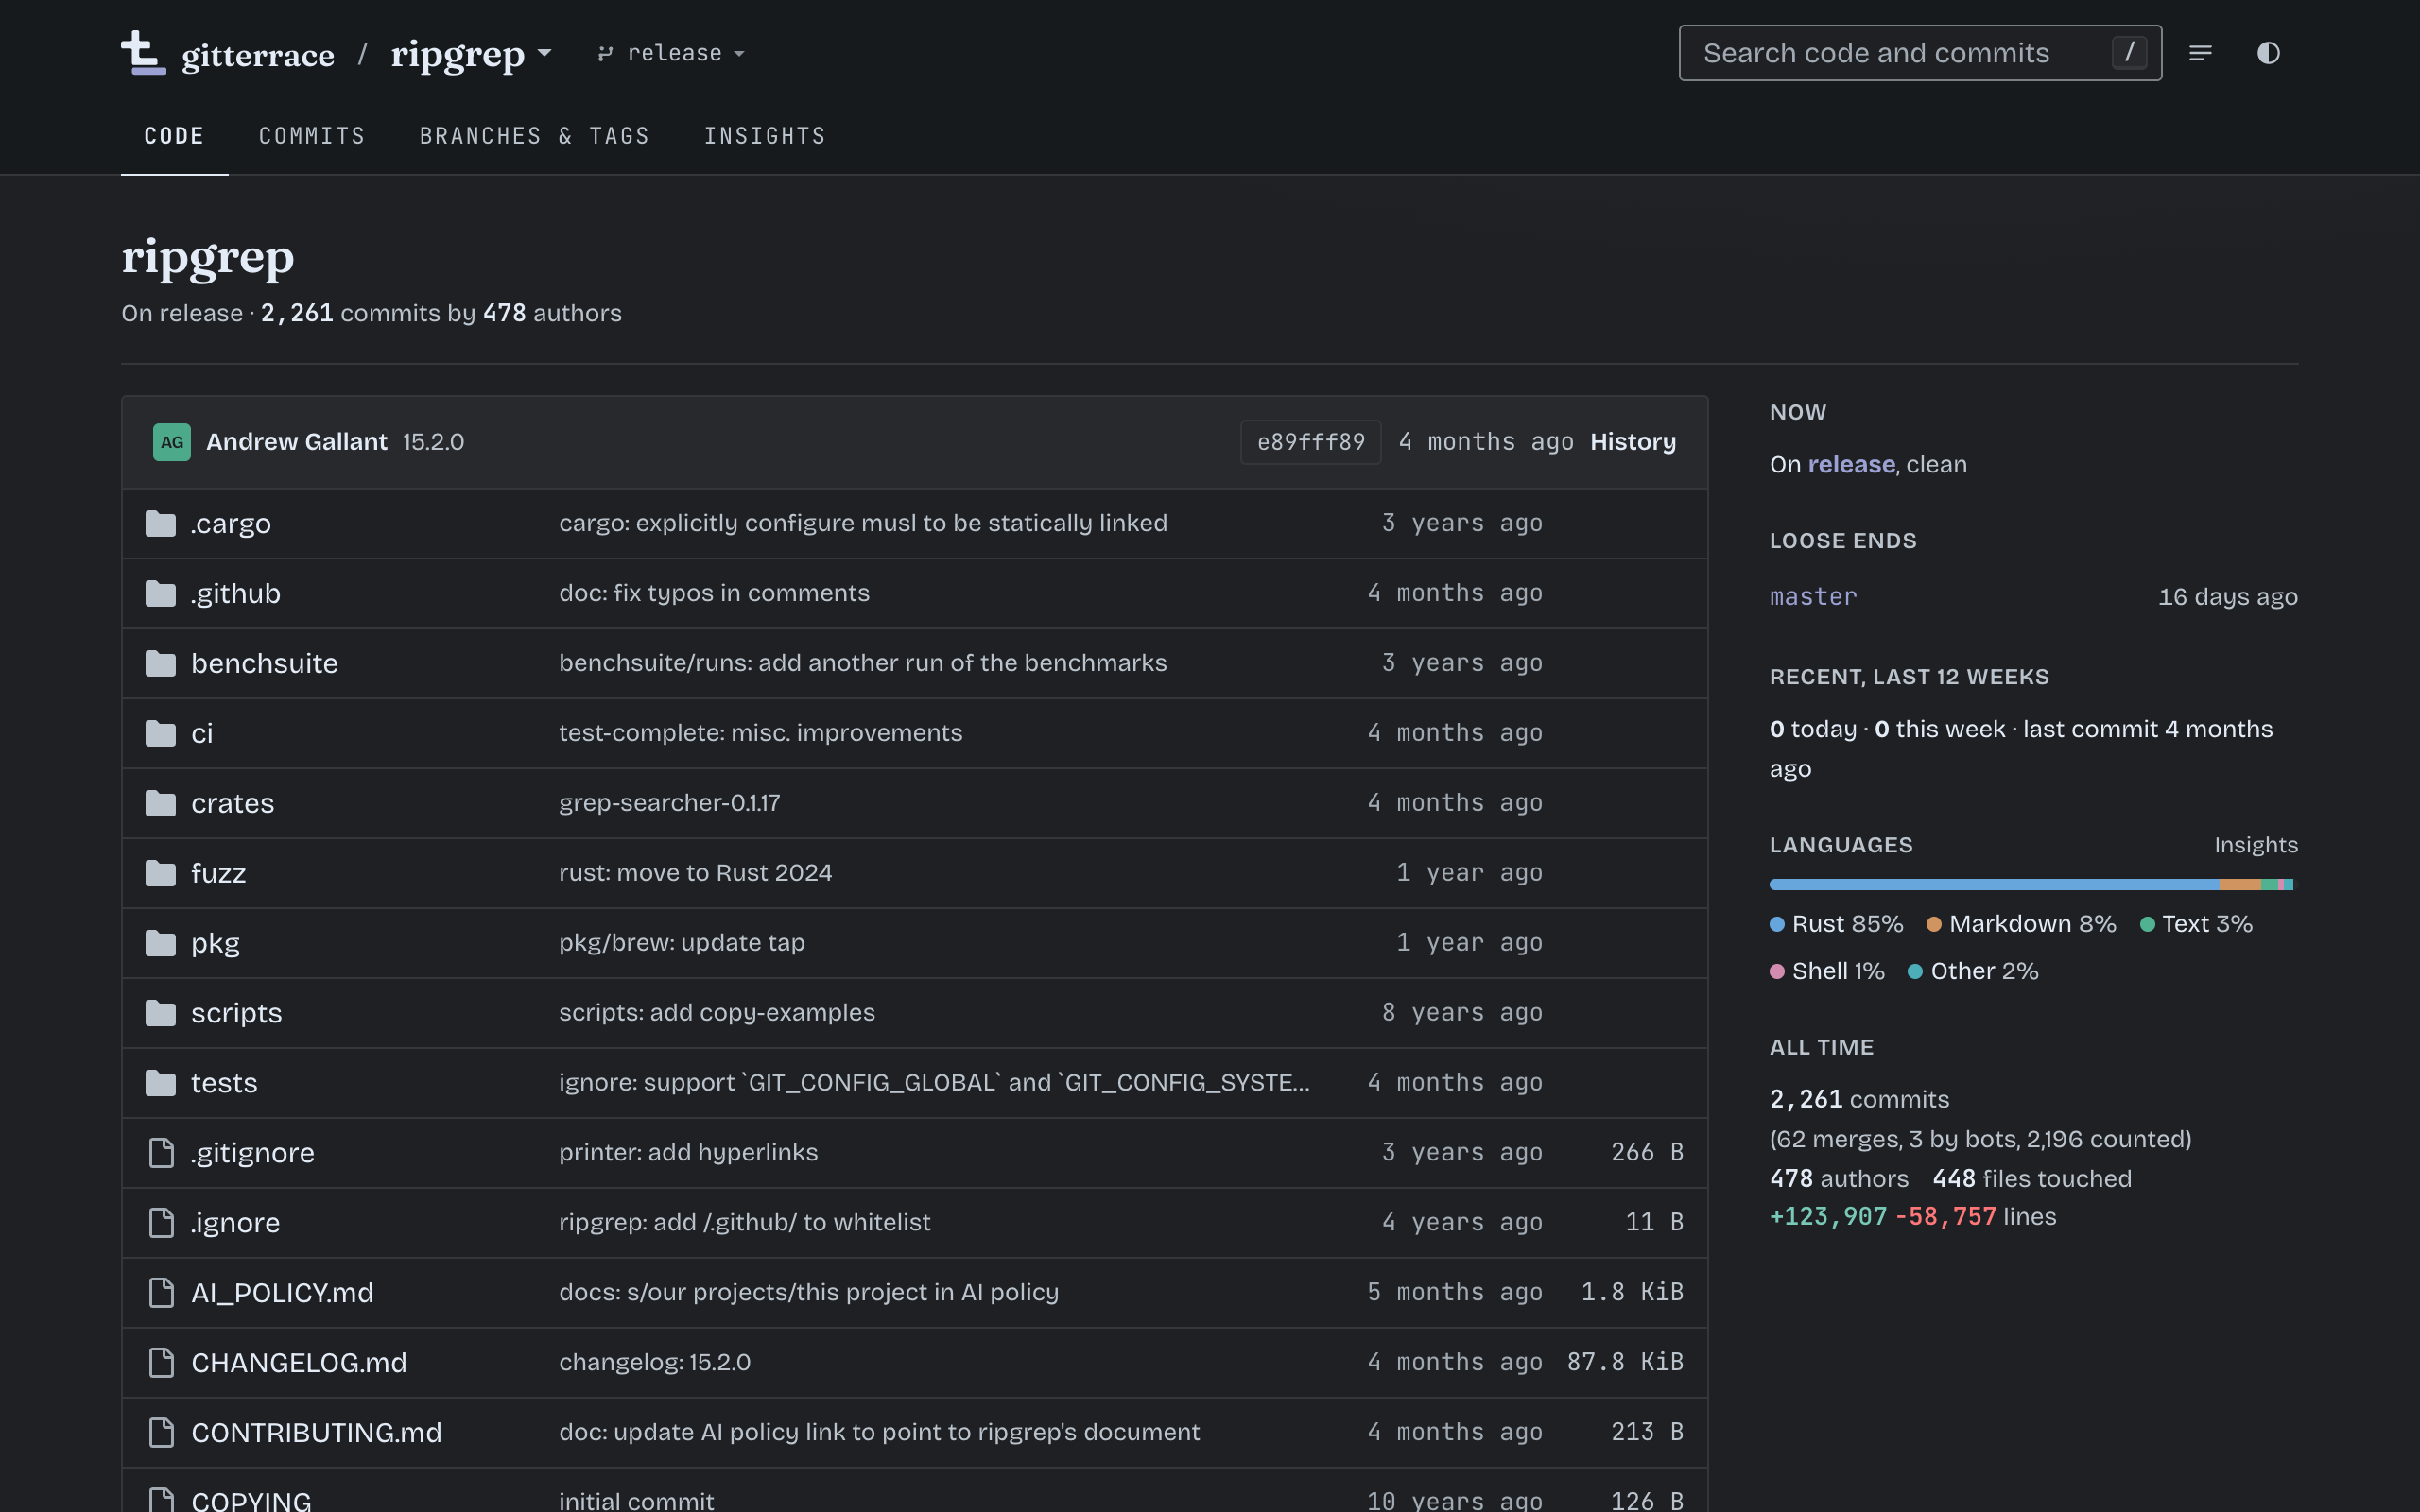 gitterrace / ripgrep release Search code and commits /
CODE COMMITS BRANCHES & TAGS INSIGHTS
ripgrep
On release · 2,261 commits by 478 authors
AG Andrew Gallant 15.2.0 e89fff89 4 months ago History
.cargo cargo: explicitly configure musl to be statically linked 3 years ago
.github doc: fix typos in comments 4 months ago
benchsuite benchsuite/runs: add another run of the benchmarks 3 years ago
ci test-complete: misc. improvements 4 months ago
crates grep-searcher-0.1.17 4 months ago
fuzz rust: move to Rust 2024 1 year ago
pkg pkg/brew: update tap 1 year ago
scripts scripts: add copy-examples 8 years ago
tests ignore: support `GIT_CONFIG_GLOBAL` and `GIT_CONFIG_SYSTE... 4 months ago
.gitignore printer: add hyperlinks 3 years ago 266 B
.ignore ripgrep: add /.github/ to whitelist 4 years ago 11 B
AI_POLICY.md docs: s/our projects/this project in AI policy 5 months ago 1.8 KiB
CHANGELOG.md changelog: 15.2.0 4 months ago 87.8 KiB
CONTRIBUTING.md doc: update AI policy link to point to ripgrep's document 4 months ago 213 B
COPYING initial commit 10 years ago 126 B
NOW
On release, clean
LOOSE ENDS
master 16 days ago
RECENT, LAST 12 WEEKS
0 today · 0 this week · last commit 4 months
ago
LANGUAGES Insights
Rust 85% Markdown 8% Text 3%
Shell 1% Other 2%
ALL TIME
2,261 commits
(62 merges, 3 by bots, 2,196 counted)
478 authors 448 files touched
+123,907 -58,757 lines